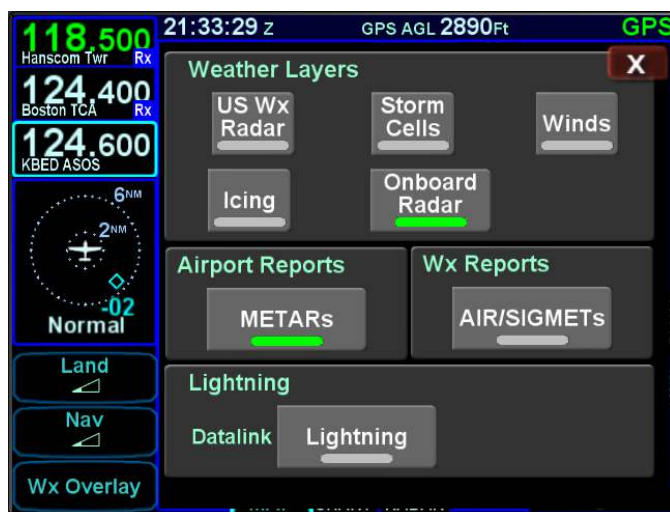 118.500
Hanscom Twr Rx
124.400
Boston TCA Rx
124.600
KBED ASOS
6NM
2NM
-02
Normal
Land
Nav
Wx Overlay
21:33:29 Z GPS AGL 2890Ft GPS
X
Weather Layers
US Wx
Radar
Storm
Cells
Winds
Icing
Onboard
Radar
Airport Reports
METARs
Wx Reports
AIR/SIGMETs
Lightning
Datalink Lightning